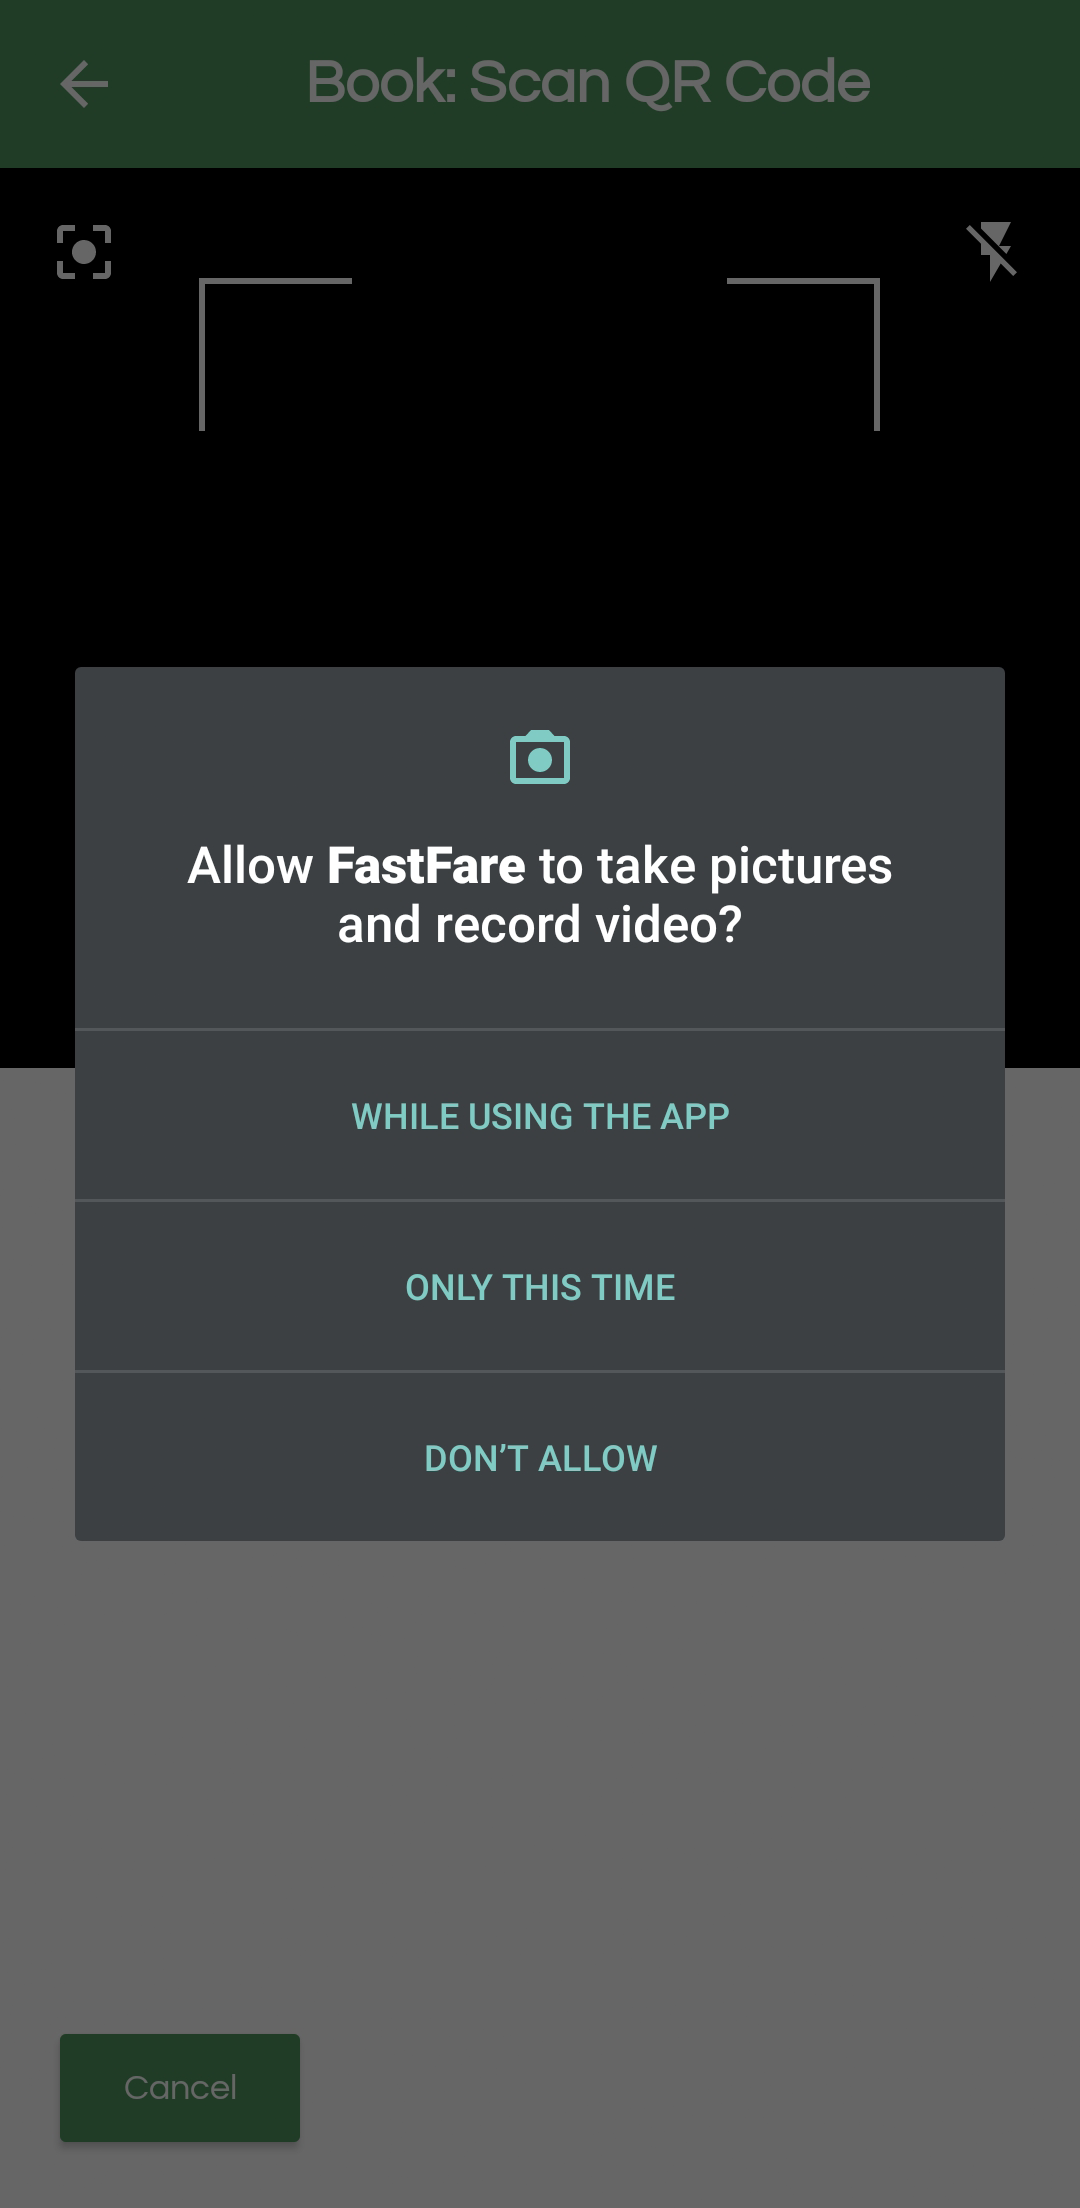 Book: Scan QR Code
Allow FastFare to take pictures
and record video?
WHILE USING THE APP
ONLY THIS TIME
DON’T ALLOW
Cancel